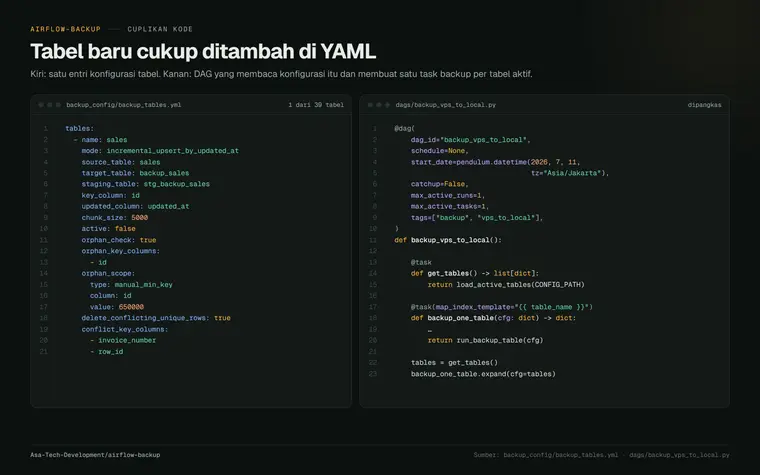 AIRFLOW-BACKUP — CUPLIKAN KODE
Tabel baru cukup ditambah di YAML
Kiri: satu entri konfigurasi tabel. Kanan: DAG yang membaca konfigurasi itu dan membuat satu task backup per tabel aktif.
backup_config/backup_tables.yml 1 dari 39 tabel
1 tables:
2 - name: sales
3 mode: incremental_upsert_by_updated_at
4 source_table: sales
5 target_table: backup_sales
6 staging_table: stg_backup_sales
7 key_column: id
8 updated_column: updated_at
9 chunk_size: 5000
10 active: false
11 orphan_check: true
12 orphan_key_columns:
13 - id
14 orphan_scope:
15 type: manual_min_key
16 column: id
17 value: 650000
18 delete_conflicting_unique_rows: true
19 conflict_key_columns:
20 - invoice_number
21 - row_id
dags/backup_vps_to_local.py dipangkas
1 @dag(
2 dag_id="backup_vps_to_local",
3 schedule=None,
4 start_date=pendulum.datetime(2026, 7, 11,
5 tz="Asia/Jakarta"),
6 catchup=False,
7 max_active_runs=1,
8 max_active_tasks=1,
9 tags=["backup", "vps_to_local"],
10 )
11 def backup_vps_to_local():
12
13 @task
14 def get_tables() -> list[dict]:
15 return load_active_tables(CONFIG_PATH)
16
17 @task(map_index_template="{{ table_name }}")
18 def backup_one_table(cfg: dict) -> dict:
19 …
20 return run_backup_table(cfg)
21
22 tables = get_tables()
23 backup_one_table.expand(cfg=tables)
Asa-Tech-Development/airflow-backup
Sumber: backup_config/backup_tables.yml · dags/backup_vps_to_local.py